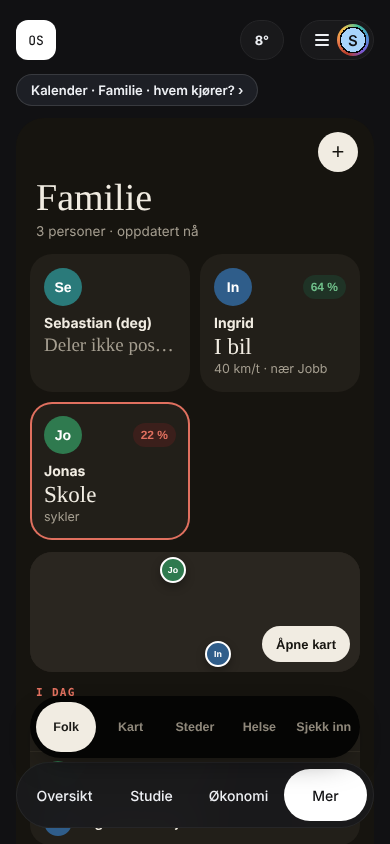 OS
8°
S
Kalender · Familie · hvem kjører? ›
+
Familie
3 personer · oppdatert nå
Se
Sebastian (deg)
Deler ikke pos…
In
64 %
Ingrid
I bil
40 km/t · nær Jobb
Jo
22 %
Jonas
Skole
sykler
Jo
In
Åpne kart
I DAG
Folk
Kart
Steder
Helse
Sjekk inn
Oversikt
Studie
Økonomi
Mer